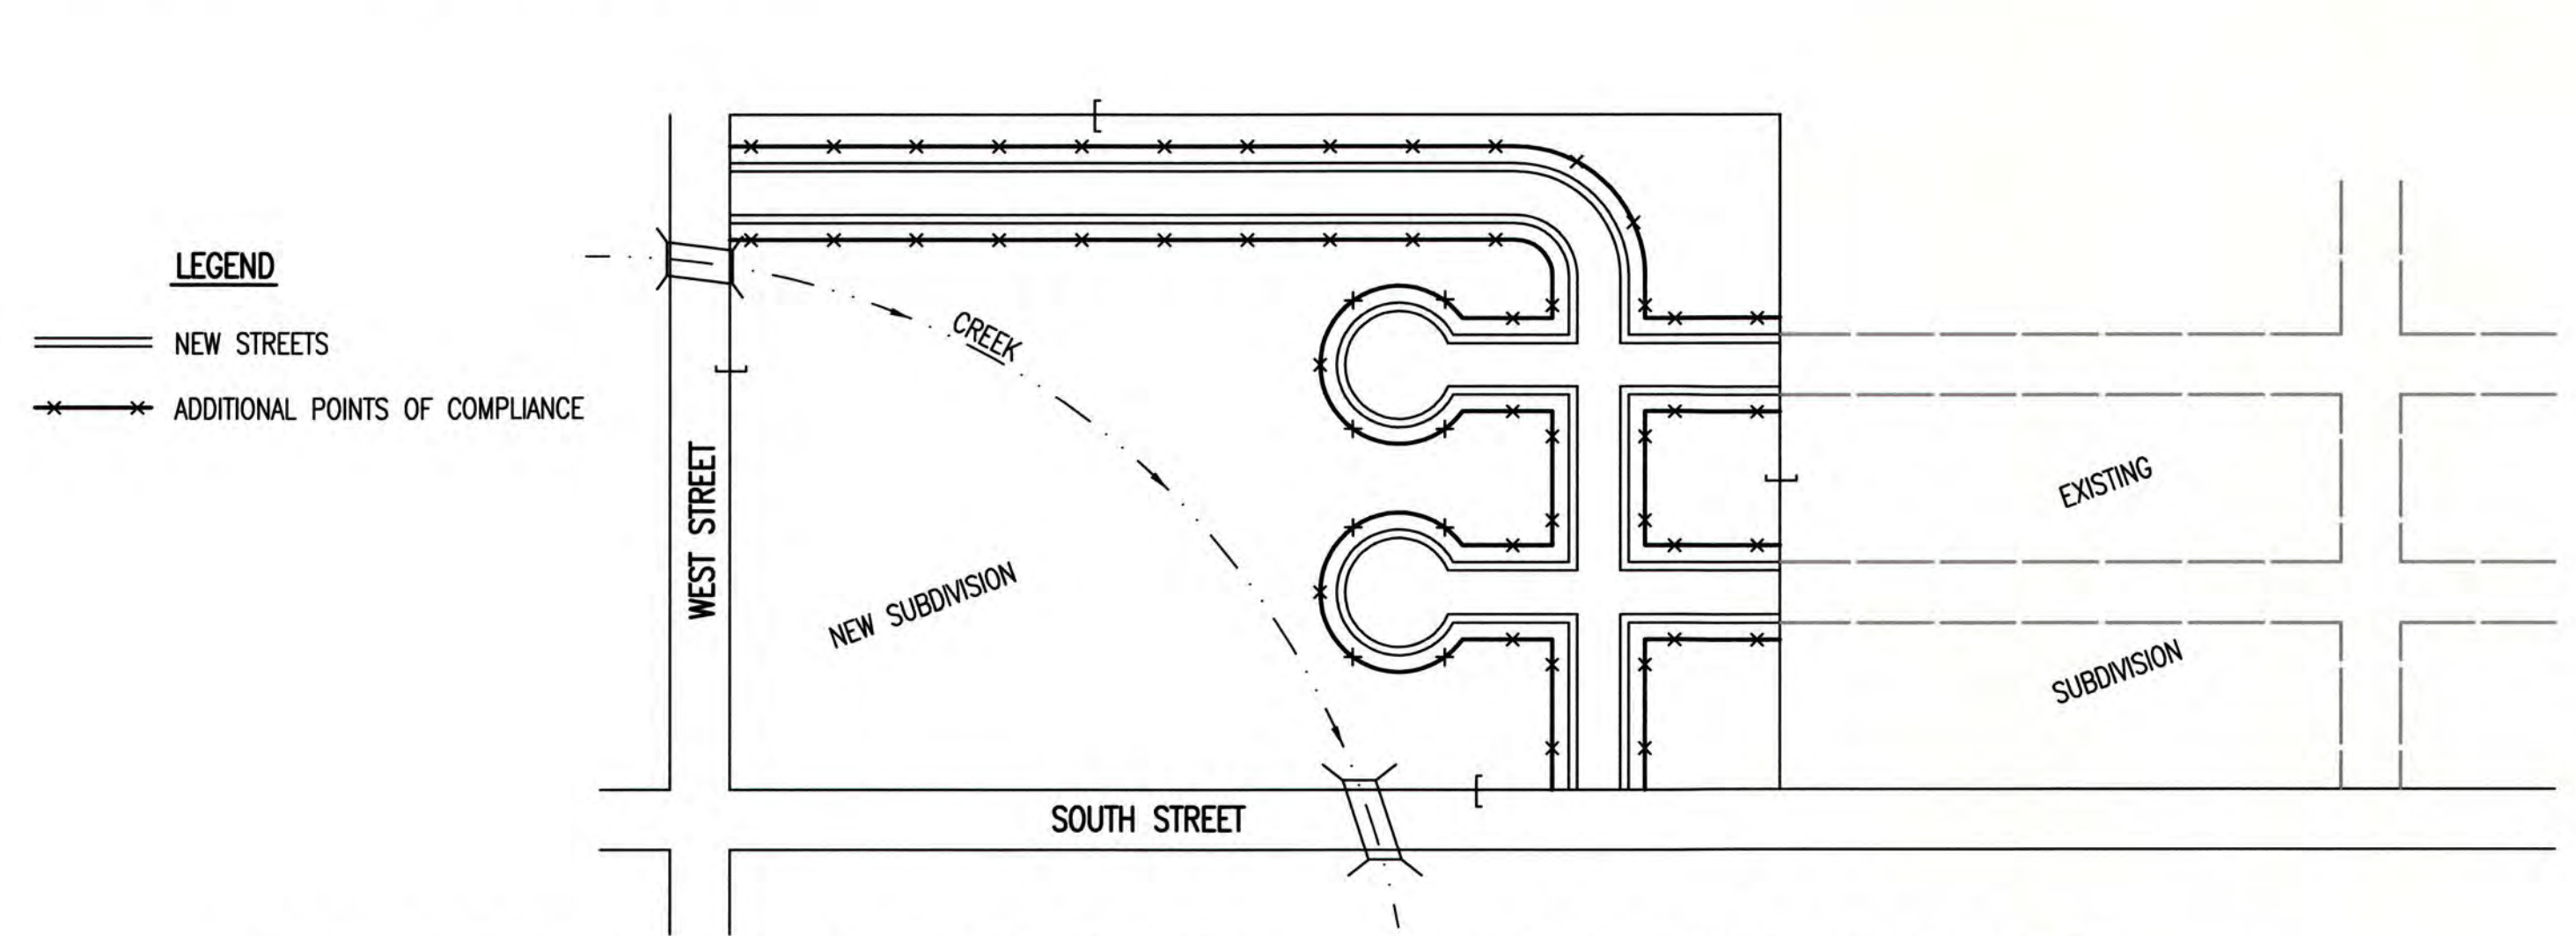 LEGEND
NEW STREETS
ADDITIONAL POINTS OF COMPLIANCE
CREEK
WEST STREET
NEW SUBDIVISION
SOUTH STREET
EXISTING
SUBDIVISION